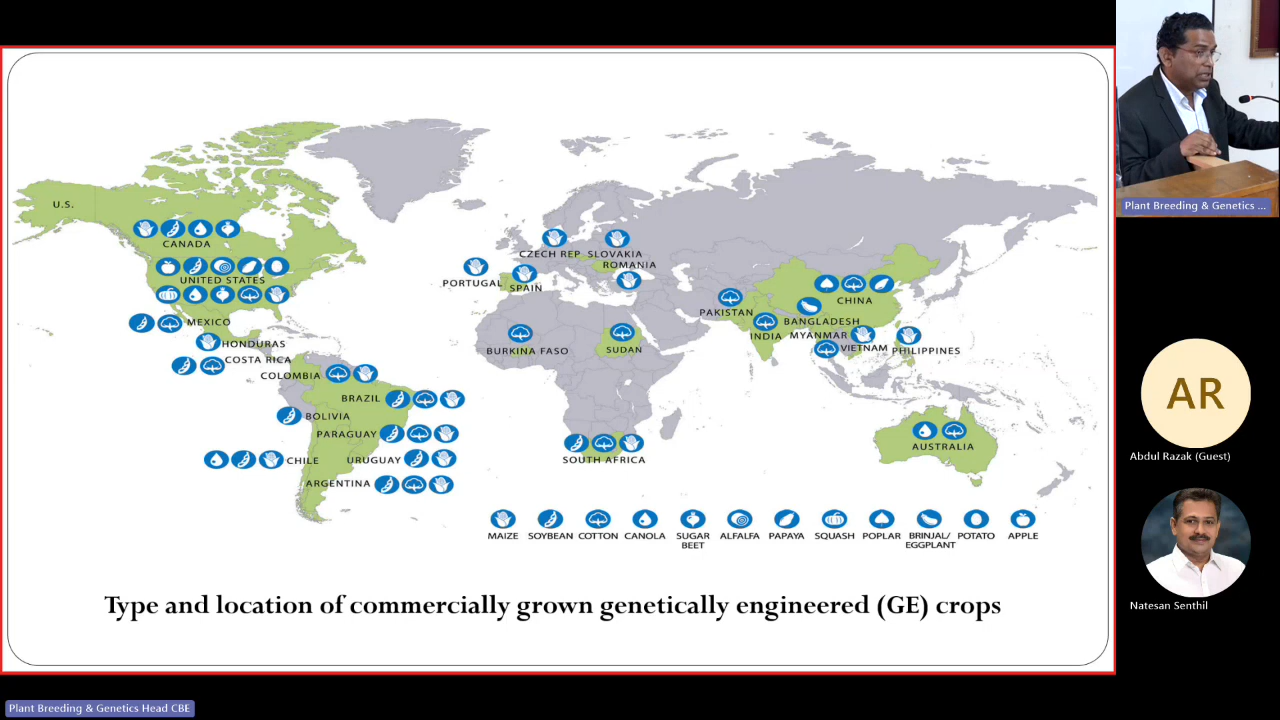 U.S.
CANADA
UNITED STATES
MEXICO
HONDURAS
COSTA RICA
COLOMBIA
BRAZIL
BOLIVIA
PARAGUAY
CHILE
URUGUAY
ARGENTINA
CZECH REP
SLOVAKIA
ROMANIA
PORTUGAL
SPAIN
BURKINA FASO
SUDAN
SOUTH AFRICA
PAKISTAN
CHINA
BANGLADESH
INDIA
MYANMAR
VIETNAM
PHILIPPINES
AUSTRALIA
MAIZE
SOYBEAN
COTTON
CANOLA
SUGAR
BEET
ALFALFA
PAPAYA
SQUASH
POPLAR
BRINJAL/
EGGPLANT
POTATO
APPLE
Type and location of commercially grown genetically engineered (GE) crops
Plant Breeding & Genetics ...
AR
Abdul Razak (Guest)
Natesan Senthil
Plant Breeding & Genetics Head CBE